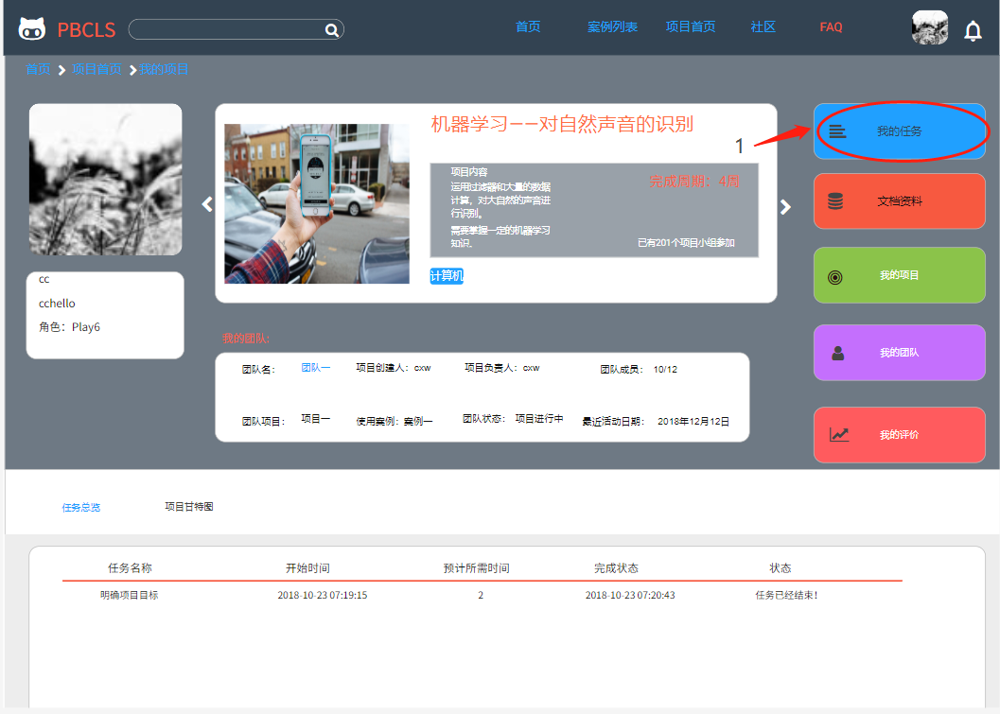 PBCLS
首页 案例列表 项目首页 社区 FAQ
首页 项目首页 我的项目
机器学习——对自然声音的识别
1
我的任务
项目内容
运用过滤器和大量的数据
计算，对大自然的声音进
行识别。
需要掌握一定的机器学习
知识。
完成周期：4周
已有201个项目小组参加
计算机
文档资料
我的项目
我的团队
我的评价
cc
cchello
角色：Play6
我的团队:
团队名： 团队一 项目创建人：cxw 项目负责人：cxw 团队成员： 10/12
团队项目： 项目一 使用案例：案例一 团队状态： 项目进行中 最近活动日期： 2018年12月12日
任务总览 项目甘特图
任务名称 开始时间 预计所需时间 完成状态 状态
明确项目目标 2018-10-23 07:19:15 2 2018-10-23 07:20:43 任务已经结束!